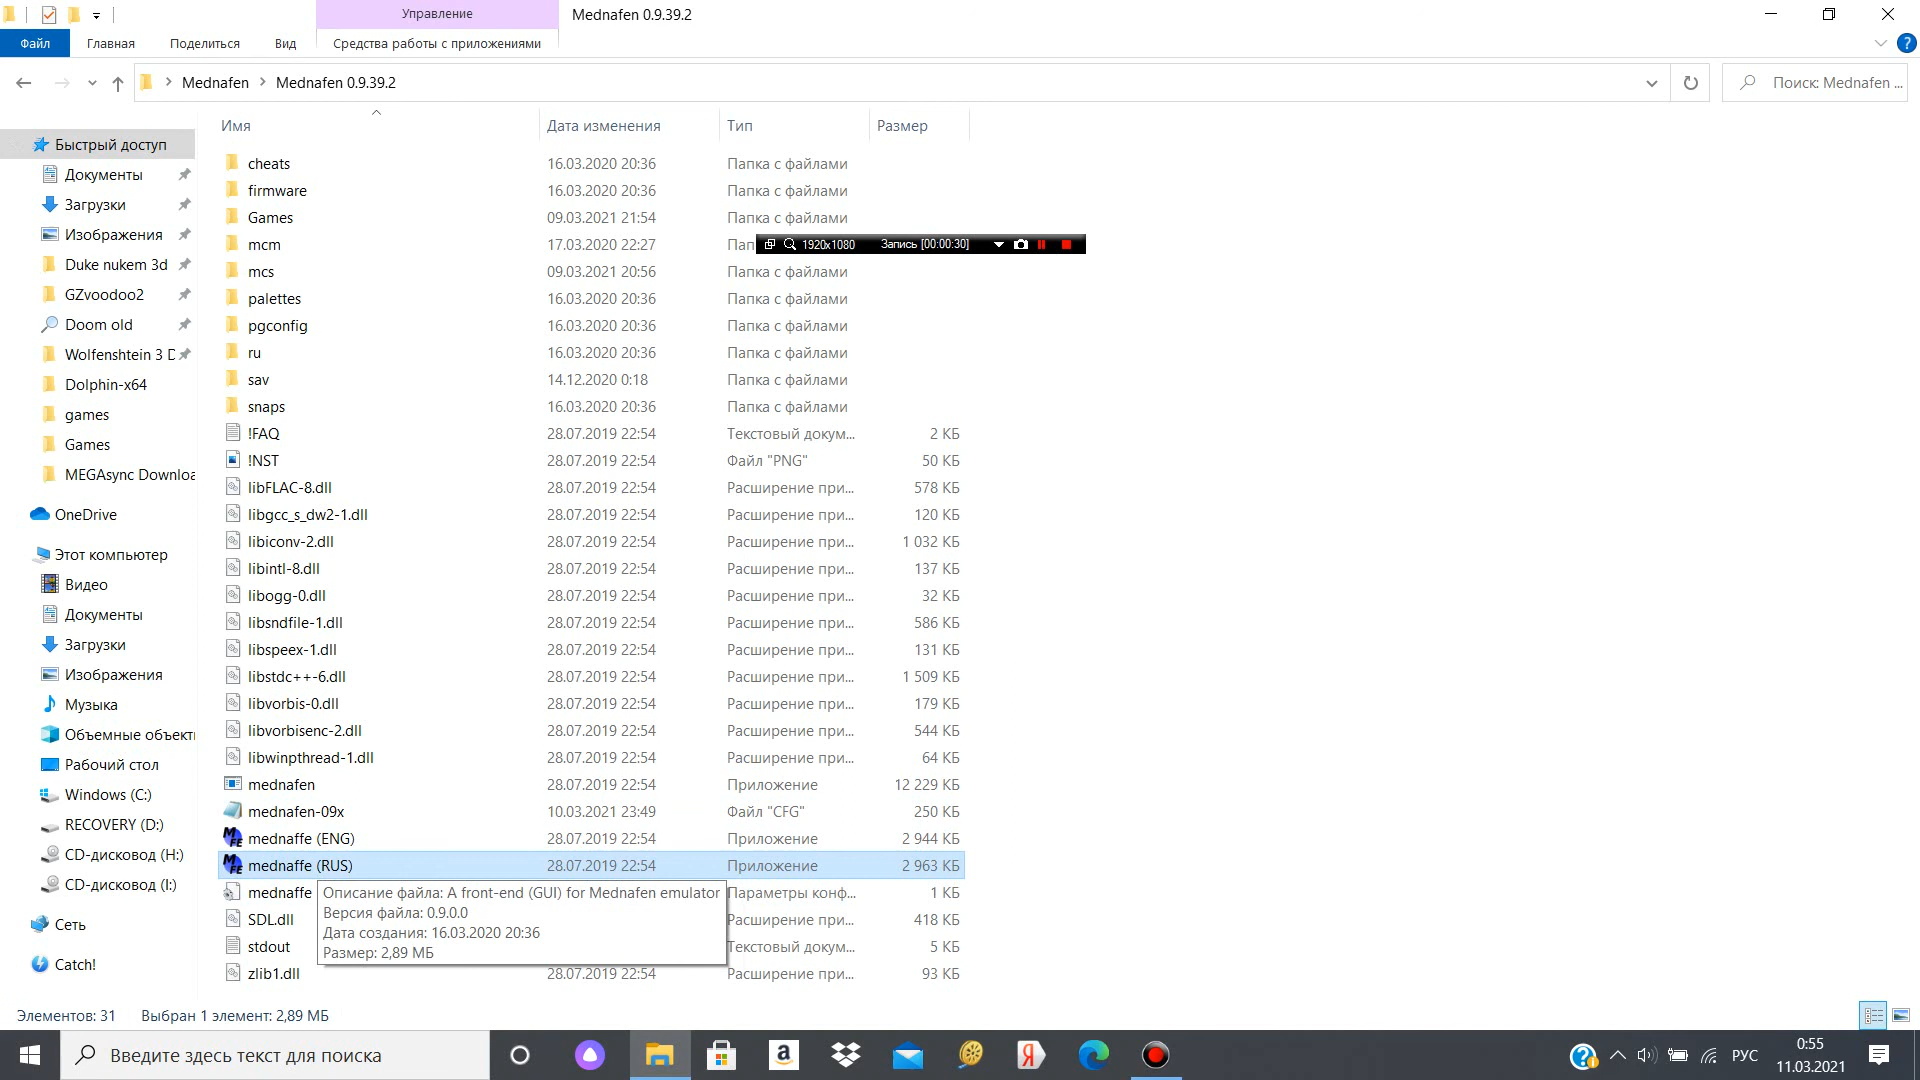 Управление
Mednafen 0.9.39.2
Файл
Главная
Поделиться
Вид
Средства работы с приложениями
Mednafen
Mednafen 0.9.39.2
Поиск: Mednafen ...
Имя
Дата изменения
Тип
Размер
Быстрый доступ
Документы
Загрузки
Изображения
Duke nukem 3d
GZvoodoo2
Doom old
Wolfenshtein 3 D
Dolphin-x64
games
Games
MEGAsync Downloa
OneDrive
Этот компьютер
Видео
Документы
Загрузки
Изображения
Музыка
Объемные объект
Рабочий стол
Windows (C:)
RECOVERY (D:)
CD-дисковод (H:)
CD-дисковод (I:)
Сеть
Catch!
cheats 16.03.2020 20:36 Папка с файлами
firmware 16.03.2020 20:36 Папка с файлами
Games 09.03.2021 21:54 Папка с файлами
mcm 17.03.2020 22:27 Пап
1920x1080 Запись [00:00:30]
mcs 09.03.2021 20:56 Папка с файлами
palettes 16.03.2020 20:36 Папка с файлами
pgconfig 16.03.2020 20:36 Папка с файлами
ru 16.03.2020 20:36 Папка с файлами
sav 14.12.2020 0:18 Папка с файлами
snaps 16.03.2020 20:36 Папка с файлами
!FAQ 28.07.2019 22:54 Текстовый докум... 2 КБ
!NST 28.07.2019 22:54 Файл "PNG" 50 КБ
libFLAC-8.dll 28.07.2019 22:54 Расширение при... 578 КБ
libgcc_s_dw2-1.dll 28.07.2019 22:54 Расширение при... 120 КБ
libiconv-2.dll 28.07.2019 22:54 Расширение при... 1 032 КБ
libintl-8.dll 28.07.2019 22:54 Расширение при... 137 КБ
libogg-0.dll 28.07.2019 22:54 Расширение при... 32 КБ
libsndfile-1.dll 28.07.2019 22:54 Расширение при... 586 КБ
libspeex-1.dll 28.07.2019 22:54 Расширение при... 131 КБ
libstdc++-6.dll 28.07.2019 22:54 Расширение при... 1 509 КБ
libvorbis-0.dll 28.07.2019 22:54 Расширение при... 179 КБ
libvorbisenc-2.dll 28.07.2019 22:54 Расширение при... 544 КБ
libwinpthread-1.dll 28.07.2019 22:54 Расширение при... 64 КБ
mednafen 28.07.2019 22:54 Приложение 12 229 КБ
mednafen-09x 10.03.2021 23:49 Файл "CFG" 250 КБ
mednaffe (ENG) 28.07.2019 22:54 Приложение 2 944 КБ
mednaffe (RUS) 28.07.2019 22:54 Приложение 2 963 КБ
mednaffe Параметры конф... 1 КБ
SDL.dll Расширение при... 418 КБ
stdout Текстовый докум... 5 КБ
zlib1.dll 28.07.2019 22:54 Расширение при... 93 КБ
Описание файла: A front-end (GUI) for Mednafen emulator
Версия файла: 0.9.0.0
Дата создания: 16.03.2020 20:36
Размер: 2,89 МБ
Элементов: 31
Выбран 1 элемент: 2,89 МБ
Введите здесь текст для поиска
РУС
0:55
11.03.2021